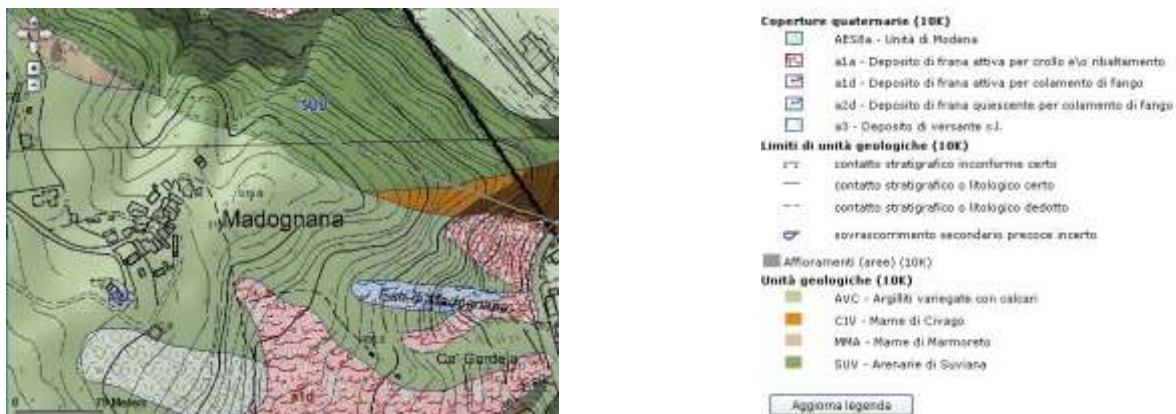 SUV
Madognana
Ca' Gardela
a1d
0
Coperture quaternarie (10K)
AES8a - Unità di Modena
a1a - Deposito di frana attiva per crollo e\o ribaltamento
a1d - Deposito di frana attiva per colamento di fango
a2d - Deposito di frana quiescente per colamento di fango
a3 - Deposito di versante s.l.
Limiti di unità geologiche (10K)
contatto stratigrafico inconforme certo
contatto stratigrafico o litologico certo
contatto stratigrafico o litologico dedotto
sovrascorrimento secondario precoce incerto
Affioramenti (aree) (10K)
Unità geologiche (10K)
AVC - Argilliti variegate con calcari
CIV - Marne di Civago
MMA - Marne di Marmoreto
SUV - Arenarie di Suviana
Aggiorna legenda